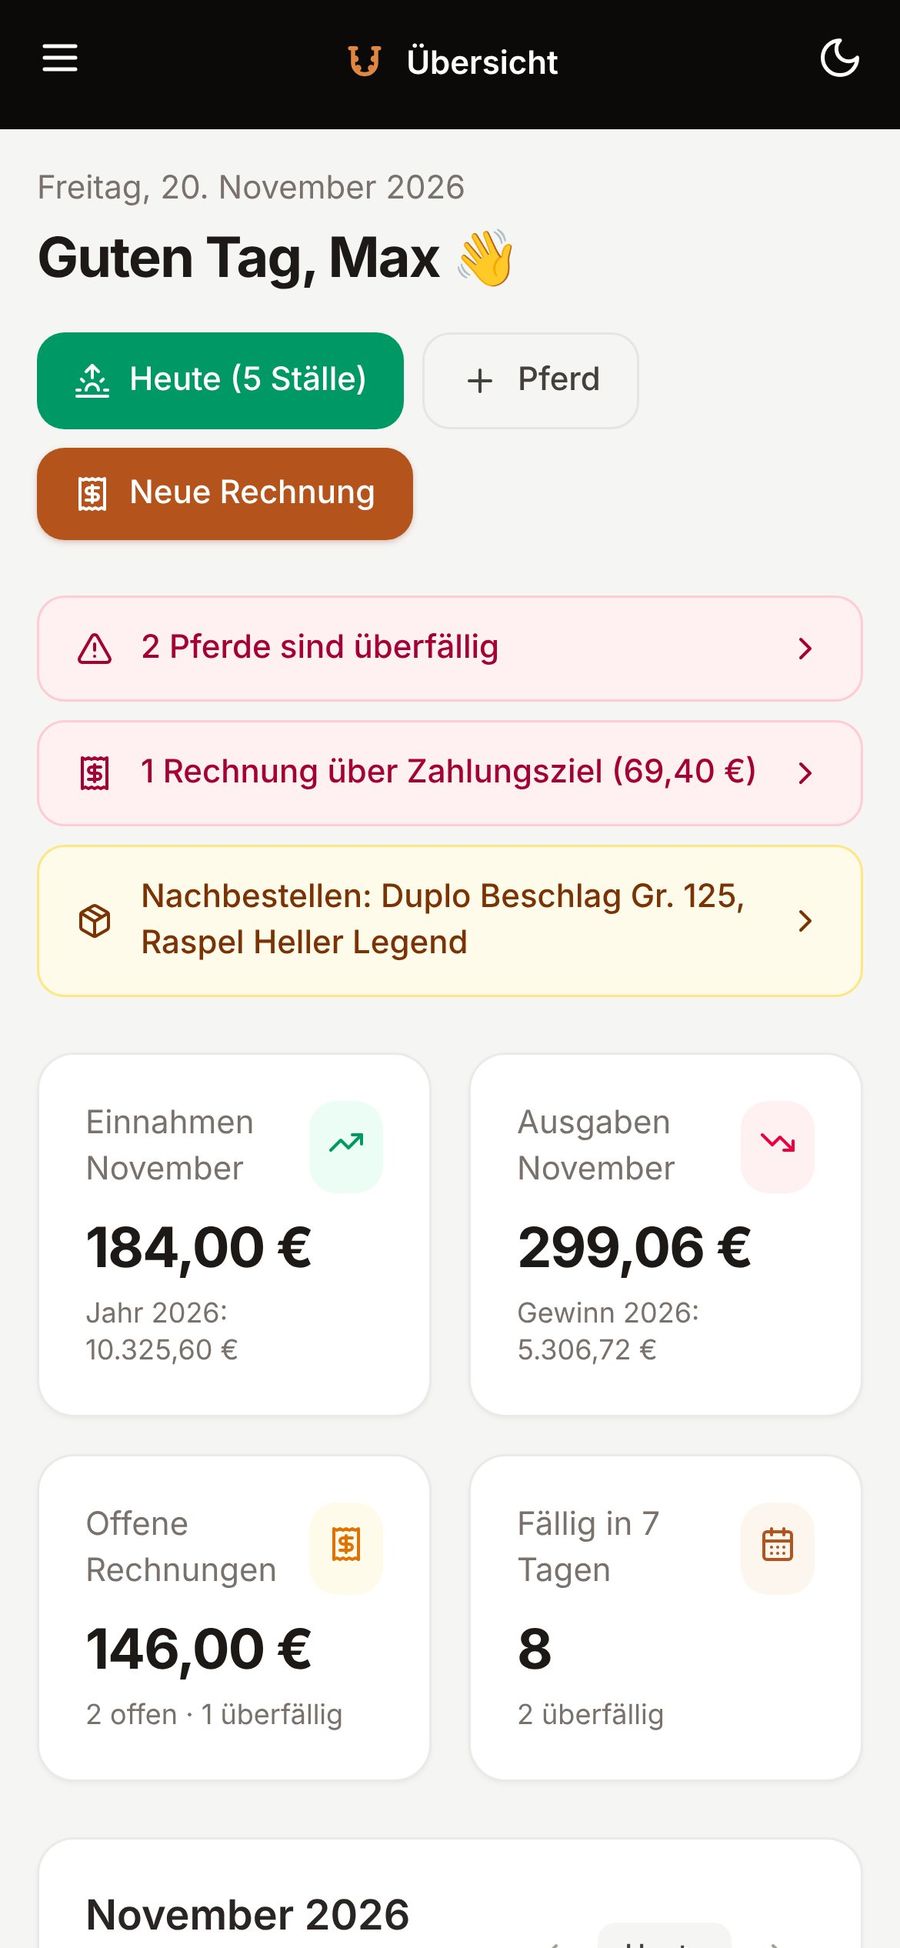 Übersicht
Freitag, 20. November 2026
Guten Tag, Max 👋
Heute (5 Ställe)
Pferd
Neue Rechnung
2 Pferde sind überfällig
1 Rechnung über Zahlungsziel (69,40 €)
Nachbestellen: Duplo Beschlag Gr. 125,
Raspel Heller Legend
Einnahmen
November
184,00 €
Jahr 2026:
10.325,60 €
Ausgaben
November
299,06 €
Gewinn 2026:
5.306,72 €
Offene
Rechnungen
146,00 €
2 offen · 1 überfällig
Fällig in 7
Tagen
8
2 überfällig
November 2026